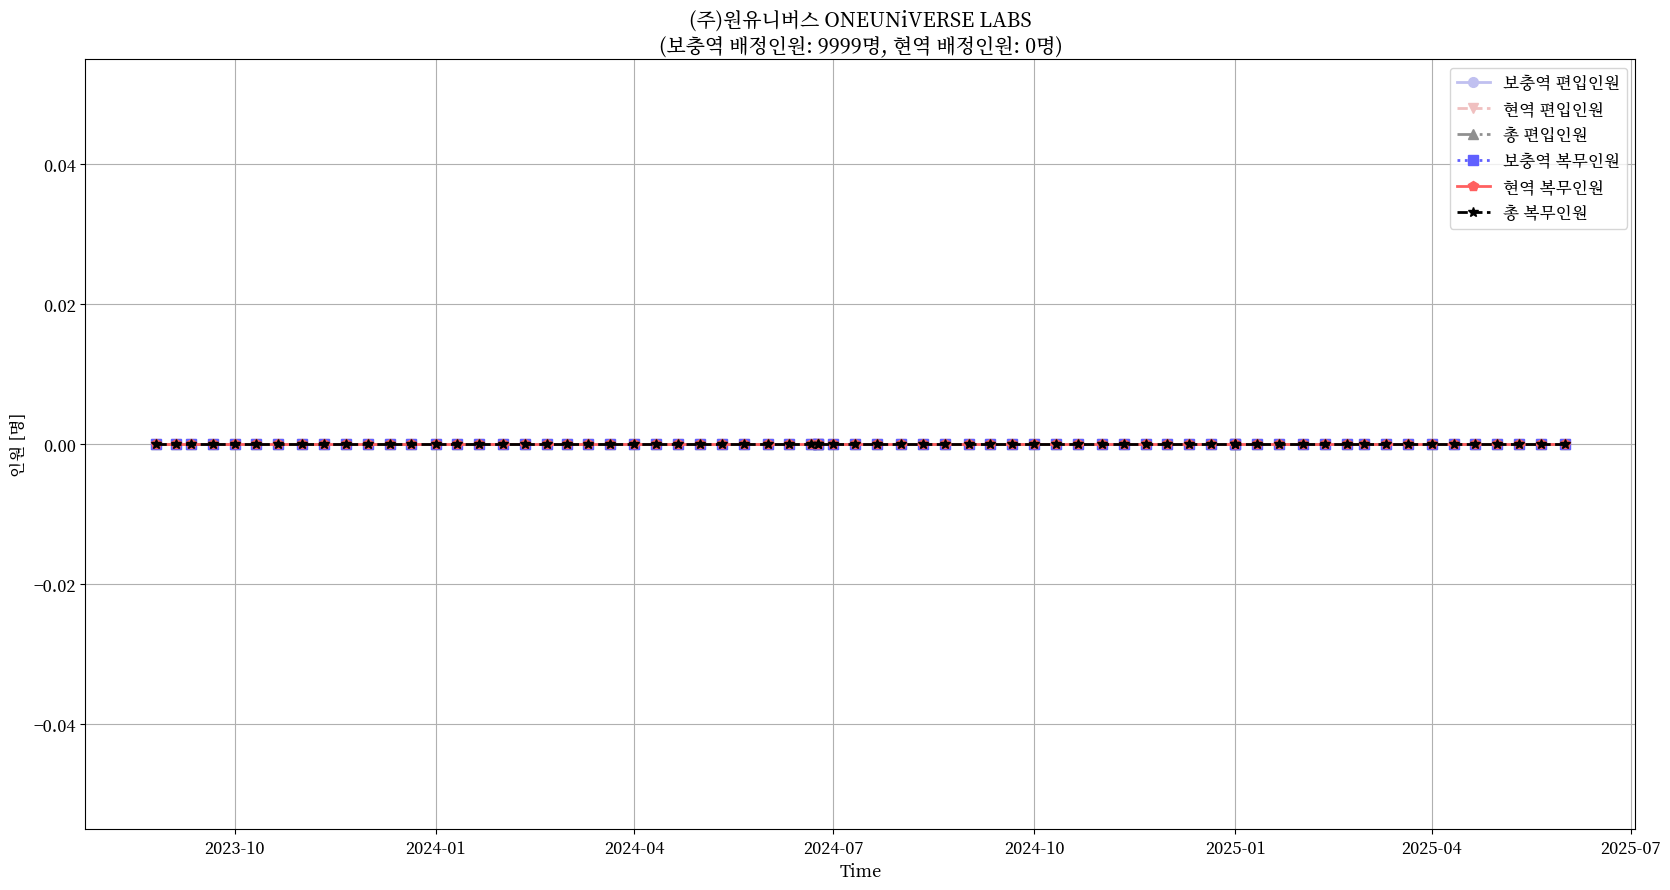 (주)원유니버스 ONEUNiVERSE LABS
(보충역 배정인원: 9999명, 현역 배정인원: 0명)
보충역 편입인원
현역 편입인원
총 편입인원
보충역 복무인원
현역 복무인원
총 복무인원
인원 [명]
0.04
0.02
0.00
−0.02
−0.04
2023-10
2024-01
2024-04
2024-07
2024-10
2025-01
2025-04
2025-07
Time